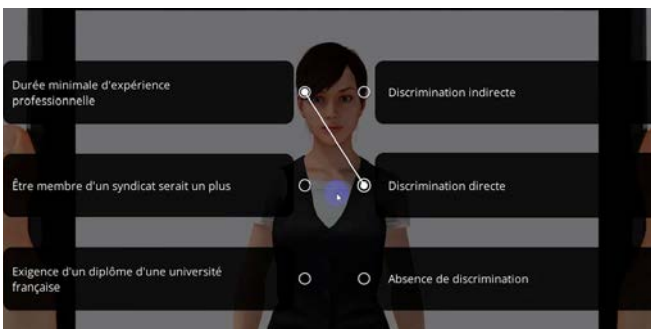 Durée minimale d'expérience
professionnelle
Discrimination indirecte
Être membre d'un syndicat serait un plus
Discrimination directe
Exigence d'un diplôme d'une université
française
Absence de discrimination